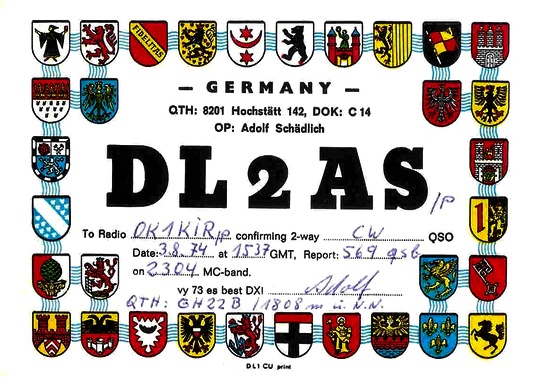 FIDELITAS
— GERMANY —
QTH: 8201 Hochstätt 142, DOK: C 14
OP: Adolf Schädlich
DL2AS/P
To Radio OK1KIR/p confirming 2-way CW QSO
Date: 3.8.74 at 1537 GMT, Report: 569 qsb
on 2304 MC-band.
vy 73 es best DX! Adolf
QTH: GH22B /1808 m ü. N.N.
DL1CU print